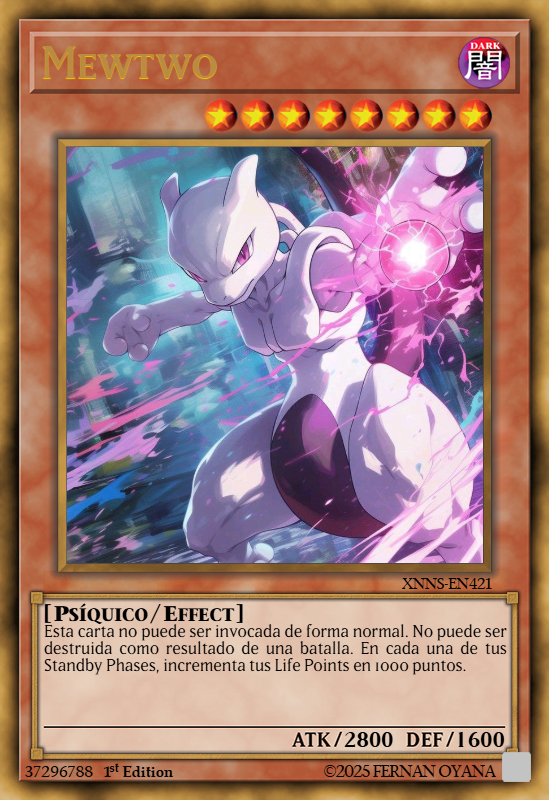 Mewtwo
DARK
闇
XNNS-EN421
[Psíquico/Effect]
Esta carta no puede ser invocada de forma normal. No puede ser
destruida como resultado de una batalla. En cada una de tus
Standby Phases, incrementa tus Life Points en 1000 puntos.
ATK/2800 DEF/1600
37296788 1st Edition ©2025 FERNAN OYANA